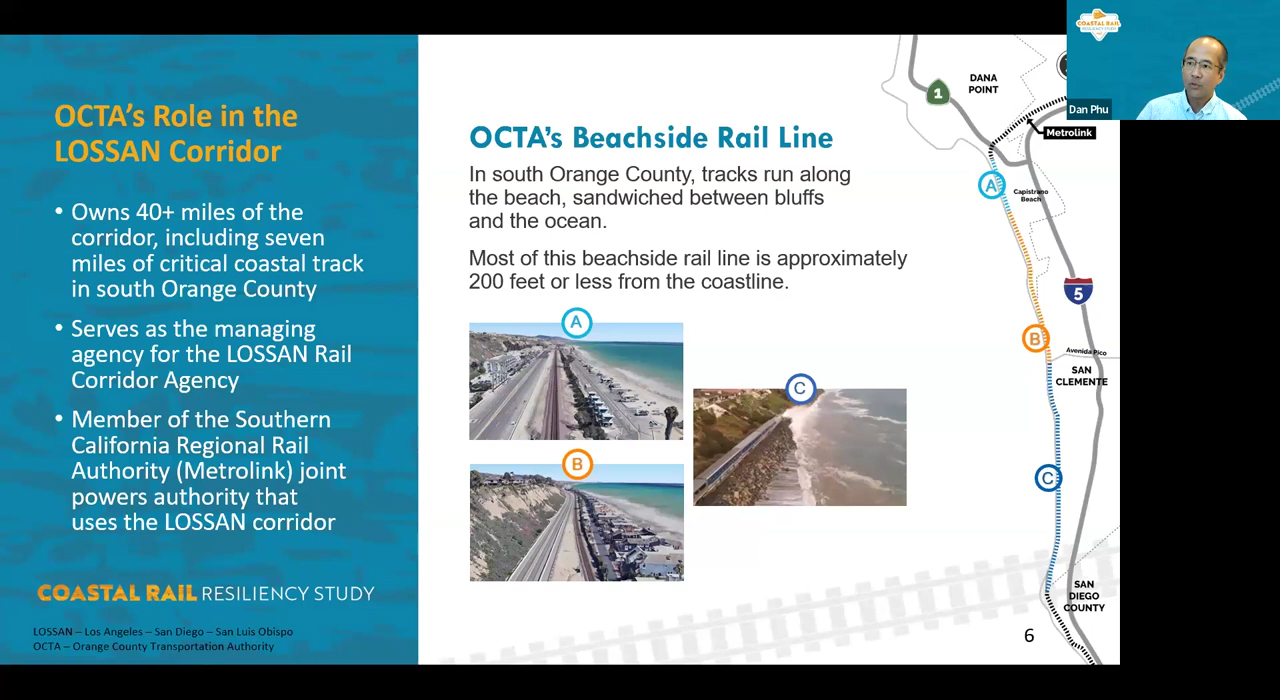 OCTA's Role in the
LOSSAN Corridor
• Owns 40+ miles of the
corridor, including seven
miles of critical coastal track
in south Orange County
• Serves as the managing
agency for the LOSSAN Rail
Corridor Agency
• Member of the Southern
California Regional Rail
Authority (Metrolink) joint
powers authority that
uses the LOSSAN corridor
COASTAL RAIL RESILIENCY STUDY
LOSSAN – Los Angeles – San Diego – San Luis Obispo
OCTA – Orange County Transportation Authority
OCTA's Beachside Rail Line
In south Orange County, tracks run along
the beach, sandwiched between bluffs
and the ocean.
Most of this beachside rail line is approximately
200 feet or less from the coastline.
A
B
C
1
DANA
POINT
Metrolink
A
Capistrano
Beach
5
B
Avenida Pico
SAN
CLEMENTE
C
SAN
DIEGO
COUNTY
6
COASTAL RAIL
RESILIENCY STUDY
Dan Phu